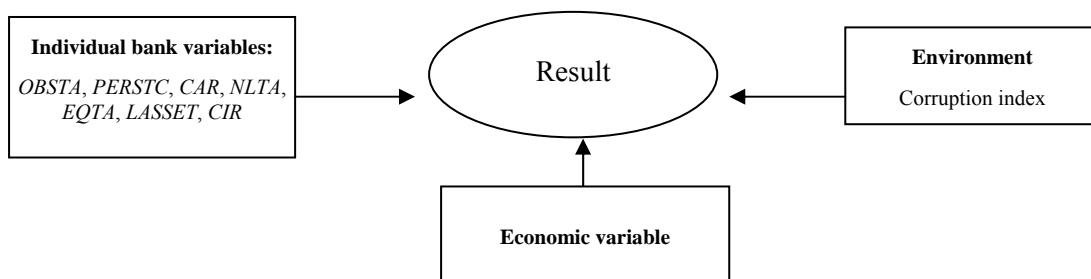 Individual bank variables:
OBSTA, PERSTC, CAR, NLTA,
EQTA, LASSET, CIR
Result
Environment
Corruption index
Economic variable